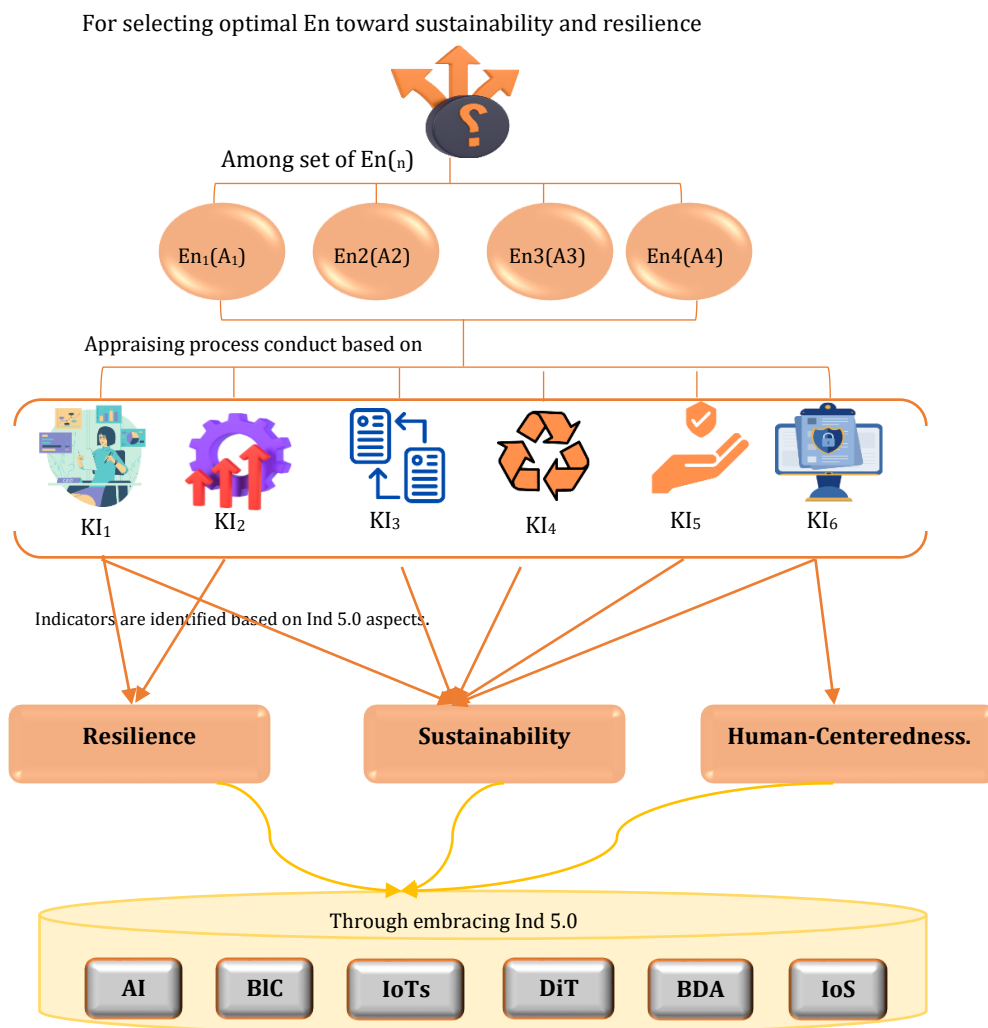 For selecting optimal En toward sustainability and resilience
?
Among set of En(ₙ)
En₁(A₁) En2(A2) En3(A3) En4(A4)
Appraising process conduct based on
CEO
KI₁ KI₂ KI₃ KI₄ KI₅ KI₆
Indicators are identified based on Ind 5.0 aspects.
Resilience Sustainability Human-Centeredness.
Through embracing Ind 5.0
AI BlC IoTs DiT BDA IoS